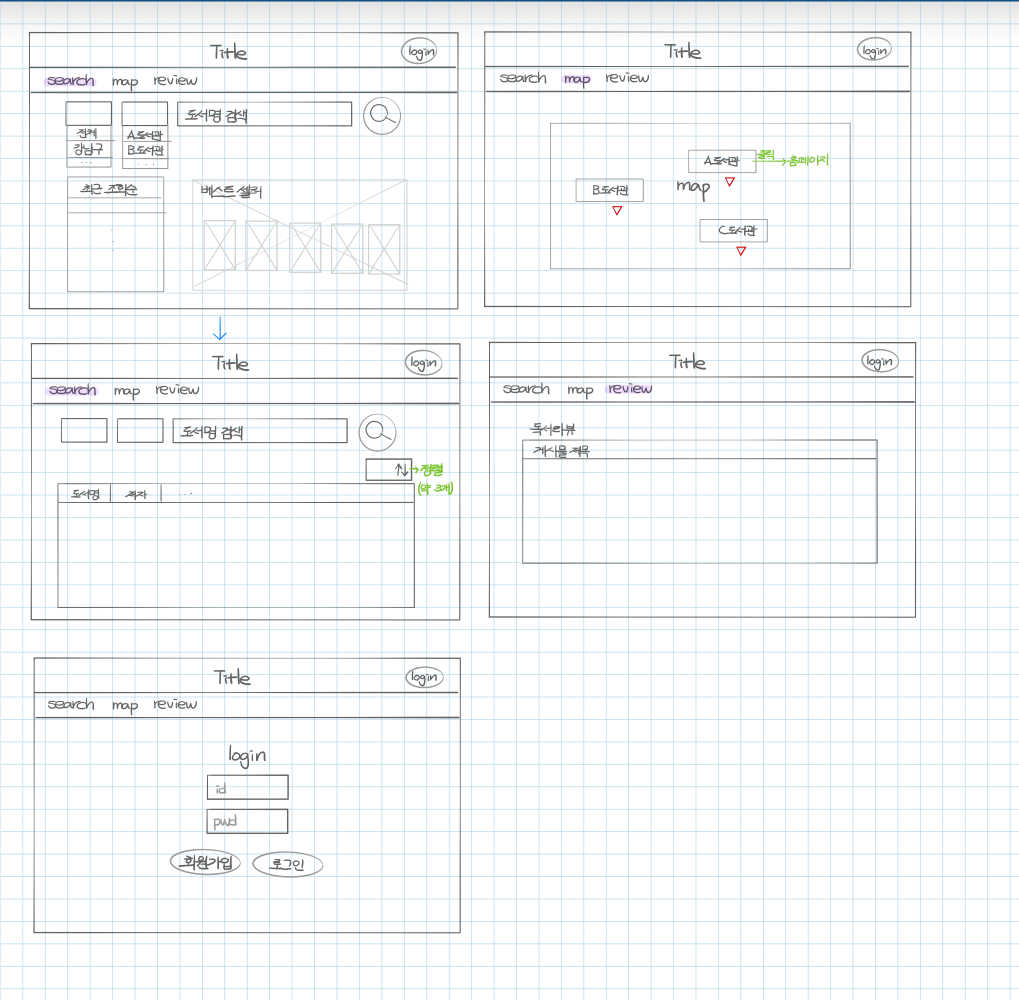 Title
login
search map review
도서명 검색
전체
강남구
...
A도서관
B도서관
...
최근 조회순
베스트 셀러
Title
login
search map review
A도서관
클릭
홈페이지
B도서관
map
C도서관
Title
login
search map review
도서명 검색
정렬
(약 3개)
도서명 저자 ...
Title
login
search map review
독서리뷰
게시물 제목
Title
login
search map review
login
id
pwd
회원가입 로그인